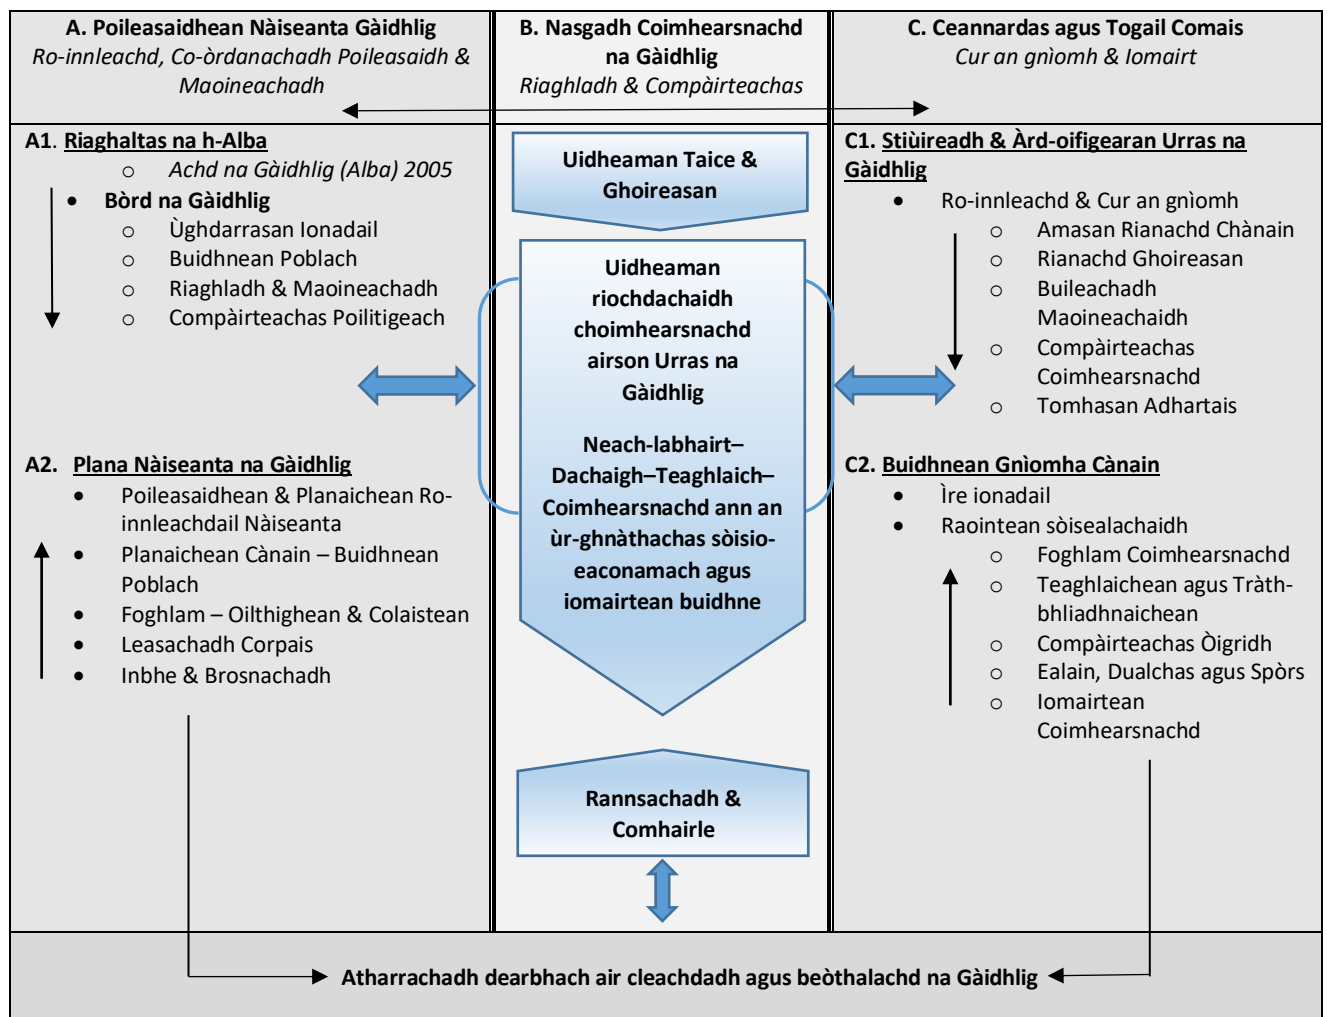 A. Poileasaidhean Nàiseanta Gàidhlig
Ro-innleachd, Co-òrdanachadh Poileasaidh &
Maoineachadh
B. Nasgadh Coimhearsnachd
na Gàidhlig
Riaghladh & Compàirteachas
C. Ceannardas agus Togail Comais
Cur an gnìomh & Iomairt
A1. Riaghaltas na h-Alba
o Achd na Gàidhlig (Alba) 2005
• Bòrd na Gàidhlig
o Ùghdarrasan Ionadail
o Buidhnean Poblach
o Riaghladh & Maoineachadh
o Compàirteachas Poilitigeach
A2. Plana Nàiseanta na Gàidhlig
• Poileasaidhean & Planaichean Ro-
innleachdail Nàiseanta
• Planaichean Cànain – Buidhnean
Poblach
• Foghlam – Oilthighean & Colaistean
• Leasachadh Corpais
• Inbhe & Brosnachadh
Uidheaman Taice &
Ghoireasan
Uidheaman
riochdachaidh
choimhearsnachd
airson Urras na
Gàidhlig
Neach-labhairt–
Dachaigh–Teaghlaich–
Coimhearsnachd ann an
ùr-ghnàthachas sòisio-
eaconamach agus
iomairtean buidhne
Rannsachadh &
Comhairle
C1. Stiùireadh & Àrd-oifigearan Urras na
Gàidhlig
• Ro-innleachd & Cur an gnìomh
o Amasan Rianachd Chànain
o Rianachd Ghoireasan
o Buileachadh
Maoineachaidh
o Compàirteachas
Coimhearsnachd
o Tomhasan Adhartais
C2. Buidhnean Gnìomha Cànain
• Ìre ionadail
• Raointean sòisealachaidh
o Foghlam Coimhearsnachd
o Teaghlaichean agus Tràth-
bhliadhnaichean
o Compàirteachas Òigridh
o Ealain, Dualchas agus Spòrs
o Iomairtean
Coimhearsnachd
Atharrachadh dearbhach air cleachdadh agus beòthalachd na Gàidhlig